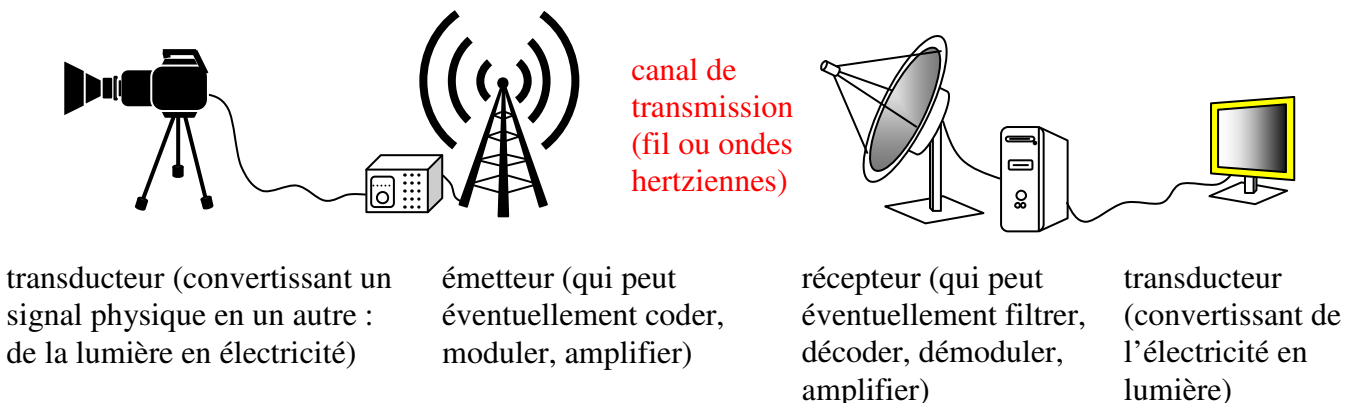 canal de
transmission
(fil ou ondes
hertziennes)
transducteur (convertissant un
signal physique en un autre :
de la lumière en électricité)
émetteur (qui peut
éventuellement coder,
moduler, amplifier)
récepteur (qui peut
éventuellement filtrer,
décoder, démoduler,
amplifier)
transducteur
(convertissant de
l’électricité en
lumière)